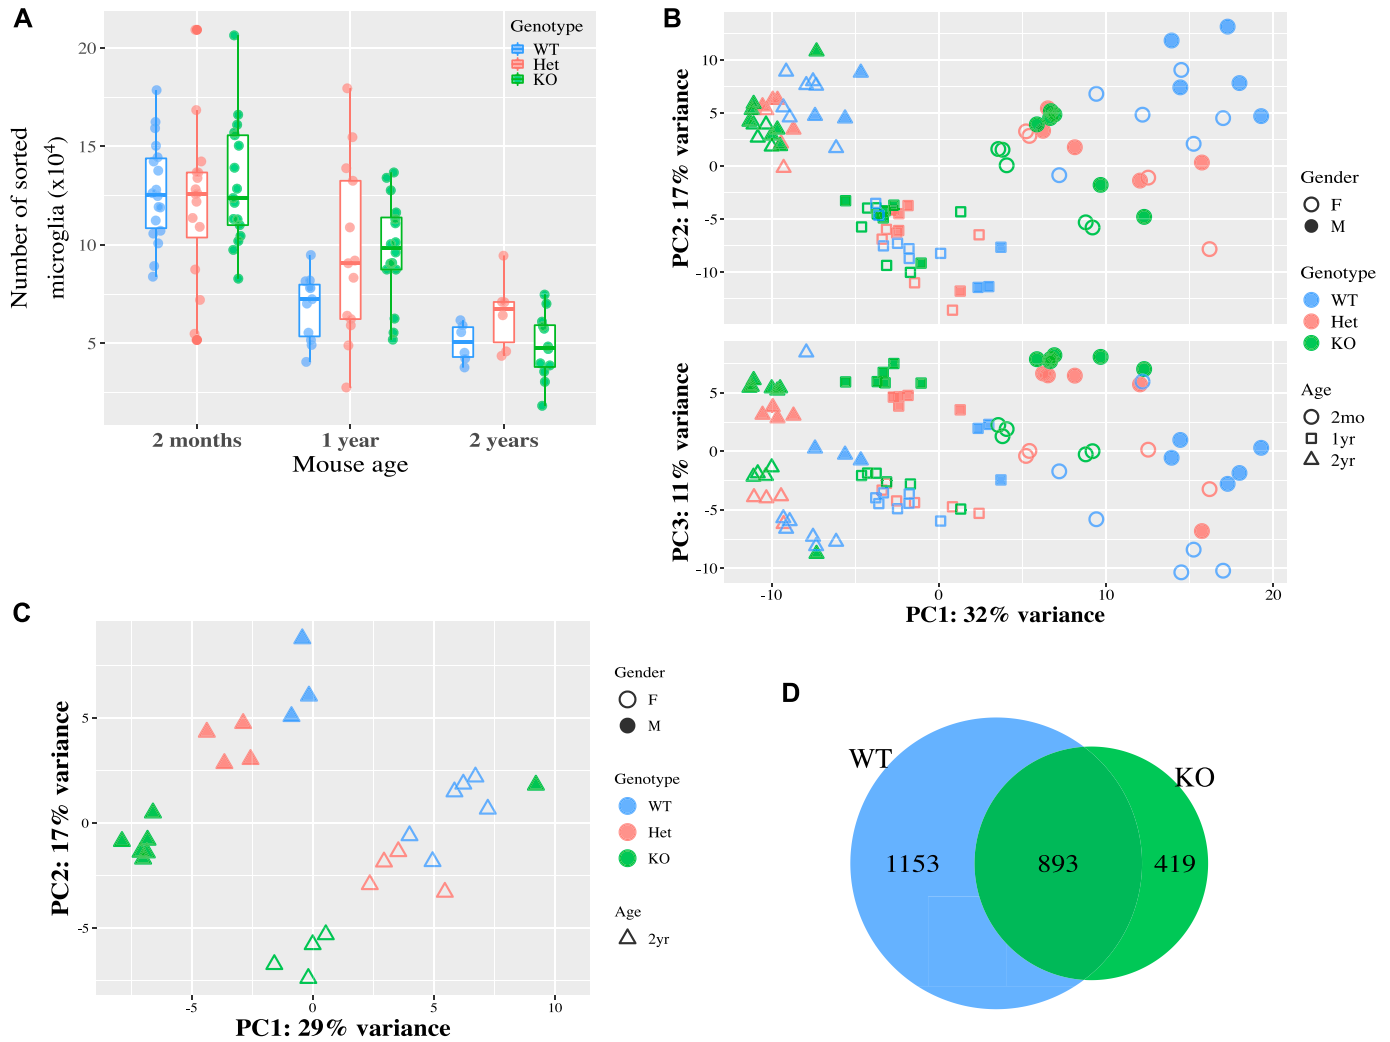 A
Number of sorted
microglia (x10⁴)
20
15
10
5
Genotype
WT
Het
KO
2 months
1 year
2 years
Mouse age
B
PC2: 17% variance
10
5
0
-5
-10
PC3: 11% variance
5
0
-5
-10
-10
0
10
20
PC1: 32% variance
Gender
F
M
Genotype
WT
Het
KO
Age
2mo
1yr
2yr
C
PC2: 17% variance
5
0
-5
-5
0
5
10
PC1: 29% variance
Gender
F
M
Genotype
WT
Het
KO
Age
2yr
D
WT
KO
1153
893
419